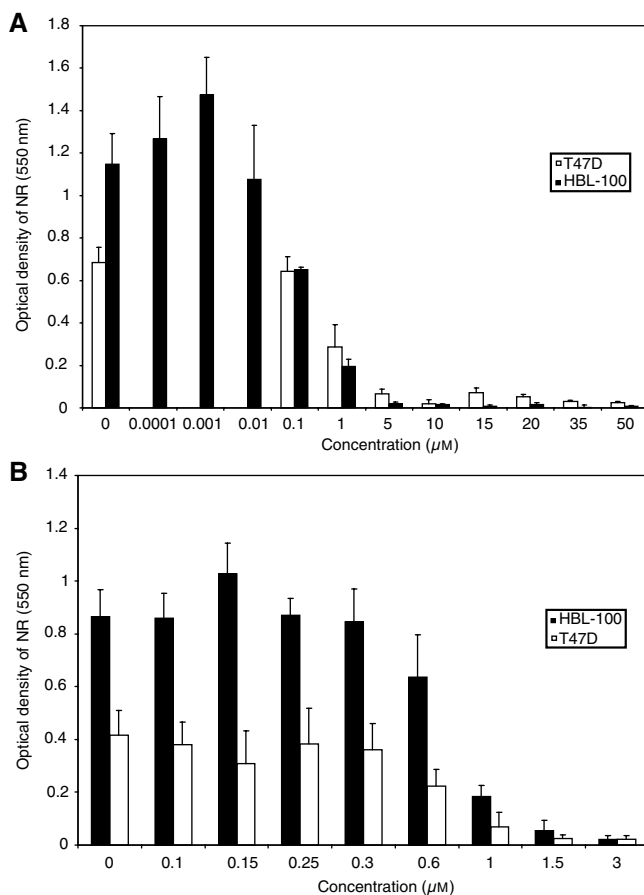 A
1.8
1.6
1.4
1.2
1
0.8
0.6
0.4
0.2
0
Optical density of NR (550 nm)
T47D
HBL-100
0 0.0001 0.001 0.01 0.1 1 5 10 15 20 35 50
Concentration (µM)
B
1.4
1.2
1
0.8
0.6
0.4
0.2
0
Optical density of NR (550 nm)
HBL-100
T47D
0 0.1 0.15 0.25 0.3 0.6 1 1.5 3
Concentration (µM)